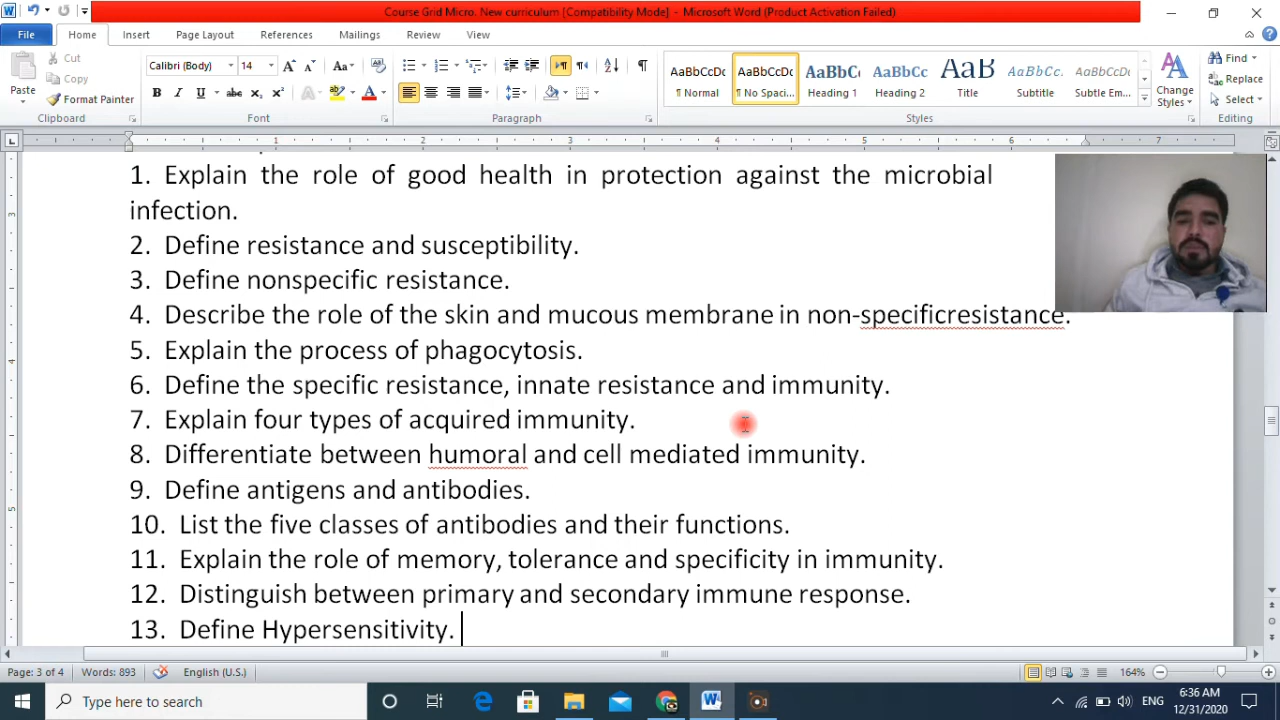 Course Grid Micro. New curriculum [Compatibility Mode] - Microsoft Word (Product Activation Failed)
File Home Insert Page Layout References Mailings Review View
Cut
Copy
Format Painter
Paste
Clipboard
Calibri (Body) 14
Font
Paragraph
AaBbCcDc AaBbCcDc AaBbC AaBbCc AaB AaBbCc. AaBbCcDc
¶ Normal ¶ No Spaci... Heading 1 Heading 2 Title Subtitle Subtle Em...
Styles
Change
Styles
Find
Replace
Select
Editing
1 2 3 4 5 6 7
1. Explain the role of good health in protection against the microbial
infection.
2. Define resistance and susceptibility.
3. Define nonspecific resistance.
4. Describe the role of the skin and mucous membrane in non-specificresistance.
5. Explain the process of phagocytosis.
6. Define the specific resistance, innate resistance and immunity.
7. Explain four types of acquired immunity.
8. Differentiate between humoral and cell mediated immunity.
9. Define antigens and antibodies.
10. List the five classes of antibodies and their functions.
11. Explain the role of memory, tolerance and specificity in immunity.
12. Distinguish between primary and secondary immune response.
13. Define Hypersensitivity.
Page: 3 of 4 Words: 893 English (U.S.) 164%
Type here to search
ENG
6:36 AM
12/31/2020